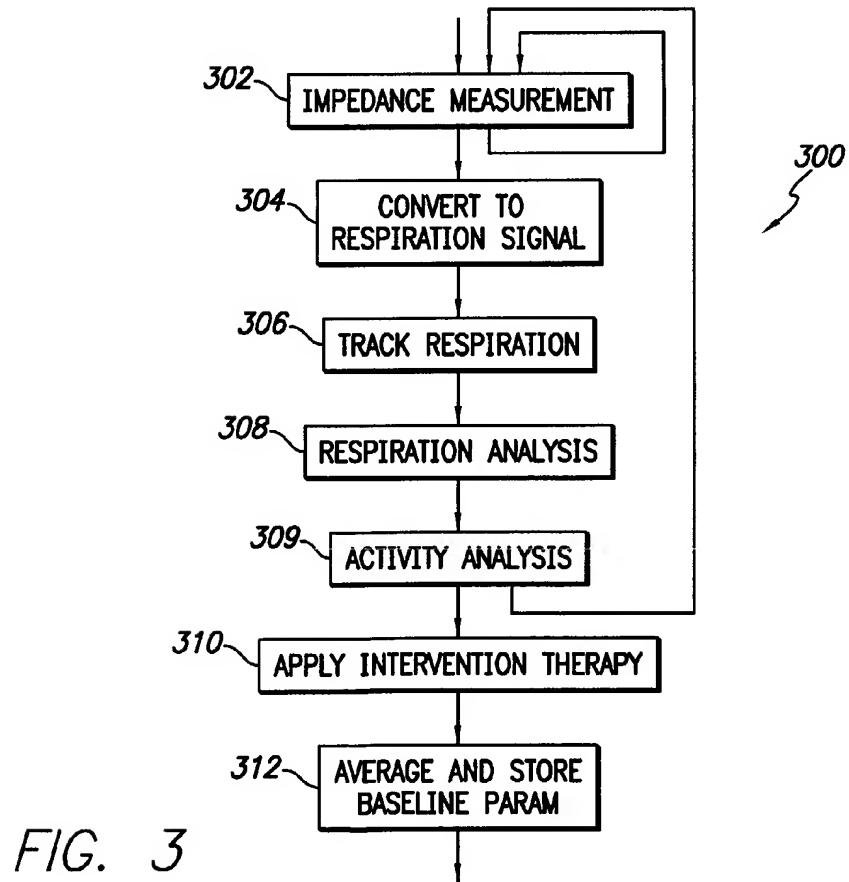 302 IMPEDANCE MEASUREMENT
300
304 CONVERT TO
RESPIRATION SIGNAL
306 TRACK RESPIRATION
308 RESPIRATION ANALYSIS
309 ACTIVITY ANALYSIS
310 APPLY INTERVENTION THERAPY
312 AVERAGE AND STORE
BASELINE PARAM
FIG. 3